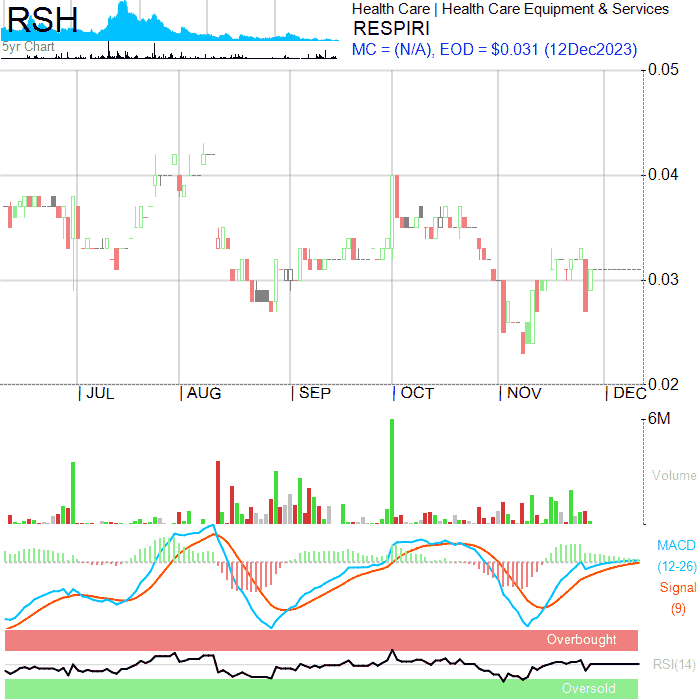 RSH
5yr Chart
Health Care | Health Care Equipment & Services
RESPIRI
MC = (N/A), EOD = $0.031 (12Dec2023)
0.05
0.04
0.03
0.02
| JUL | AUG | SEP | OCT | NOV | DEC
6M
Volume
MACD
(12-26)
Signal
(9)
Overbought
RSI(14)
Oversold